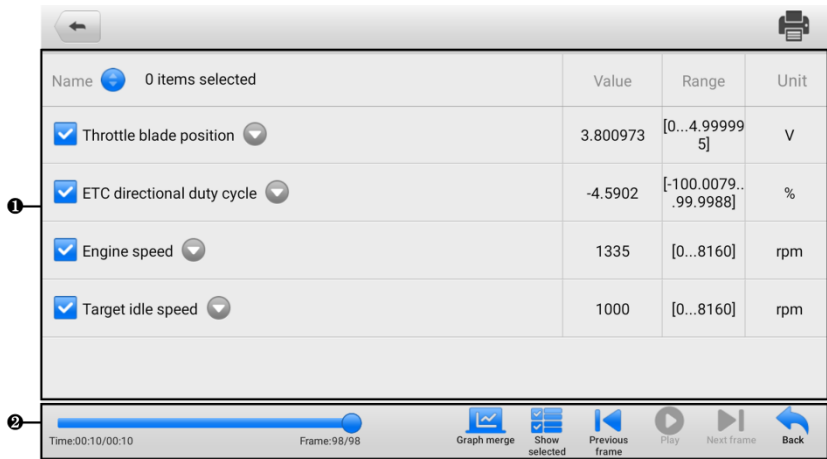 Name 0 items selected Value Range Unit
Throttle blade position 3.800973 [0...4.99999
5] V
ETC directional duty cycle -4.5902 [-100.0079..
.99.9988] %
❶
Engine speed 1335 [0...8160] rpm
Target idle speed 1000 [0...8160] rpm
❷
Time:00:10/00:10 Frame:98/98
Graph merge
Show
selected
Previous
frame
Play
Next frame
Back